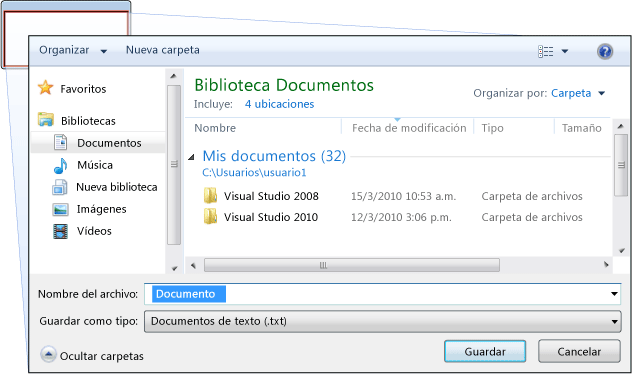 Organizar Nueva carpeta
Favoritos
Bibliotecas
Documentos
Música
Nueva biblioteca
Imágenes
Vídeos
Biblioteca Documentos
Incluye: 4 ubicaciones
Organizar por: Carpeta
Nombre Fecha de modificación Tipo Tamaño
Mis documentos (32)
C:\Usuarios\usuario1
Visual Studio 2008 15/3/2010 10:53 a.m. Carpeta de archivos
Visual Studio 2010 12/3/2010 3:06 p.m. Carpeta de archivos
Nombre del archivo: Documento
Guardar como tipo: Documentos de texto (.txt)
Ocultar carpetas
Guardar Cancelar